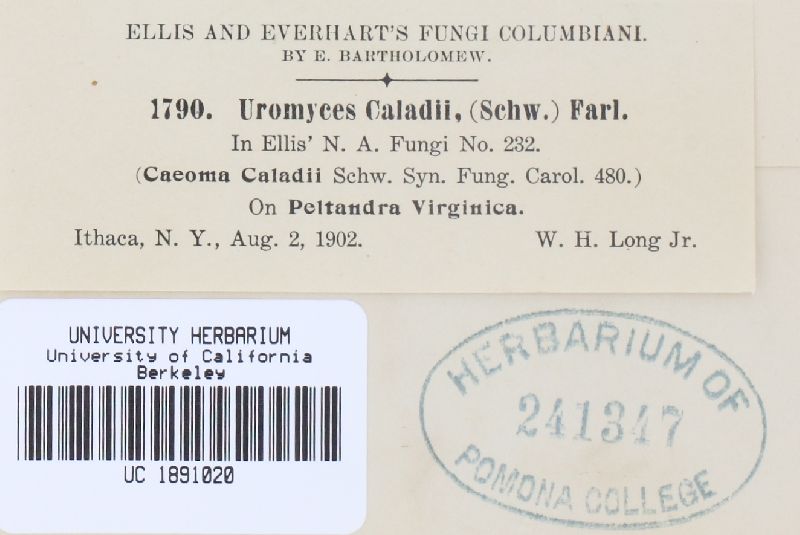 ELLIS AND EVERHART'S FUNGI COLUMBIANI.
BY E. BARTHOLOMEW.
1790. Uromyces Caladii, (Schw.) Farl.
In Ellis' N. A. Fungi No. 232.
(Caeoma Caladii Schw. Syn. Fung. Carol. 480.)
On Peltandra Virginica.
Ithaca, N. Y., Aug. 2, 1902. W. H. Long Jr.
UNIVERSITY HERBARIUM
University of California
Berkeley
UC 1891020
HERBARIUM OF
241347
POMONA COLLEGE